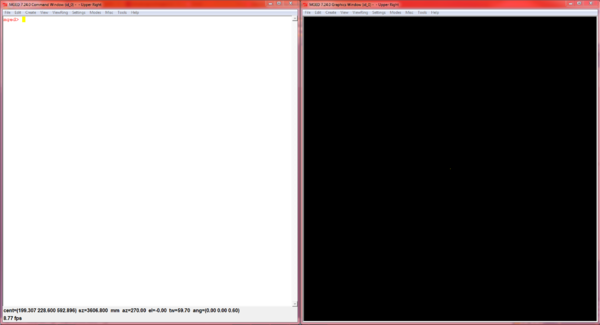 MGED 7.24.0 Command Window (id_0) - - Upper Right
File Edit Create View ViewRing Settings Modes Misc Tools Help
mged>
cent=(199.307 228.600 592.896) sz=3606.800 mm az=270.00 el=-0.00 tw=59.70 ang=(0.00 0.00 0.60)
8.77 fps
MGED 7.24.0 Graphics Window (id_0) - - Upper Right
File Edit Create View ViewRing Settings Modes Misc Tools Help